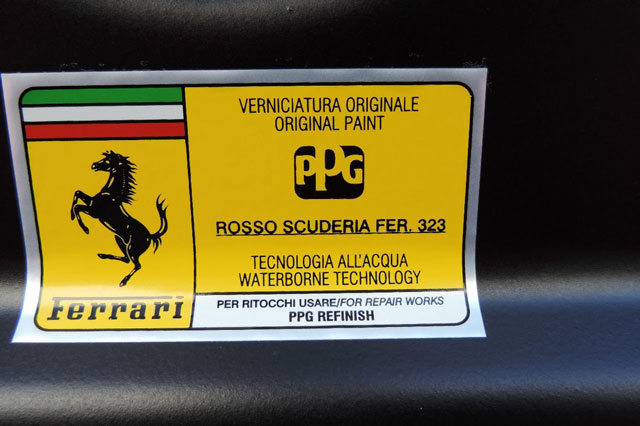 VERNICIATURA ORIGINALE
ORIGINAL PAINT
PPG
ROSSO SCUDERIA FER. 323
TECNOLOGIA ALL'ACQUA
WATERBORNE TECHNOLOGY
Ferrari
PER RITOCCHI USARE/FOR REPAIR WORKS
PPG REFINISH